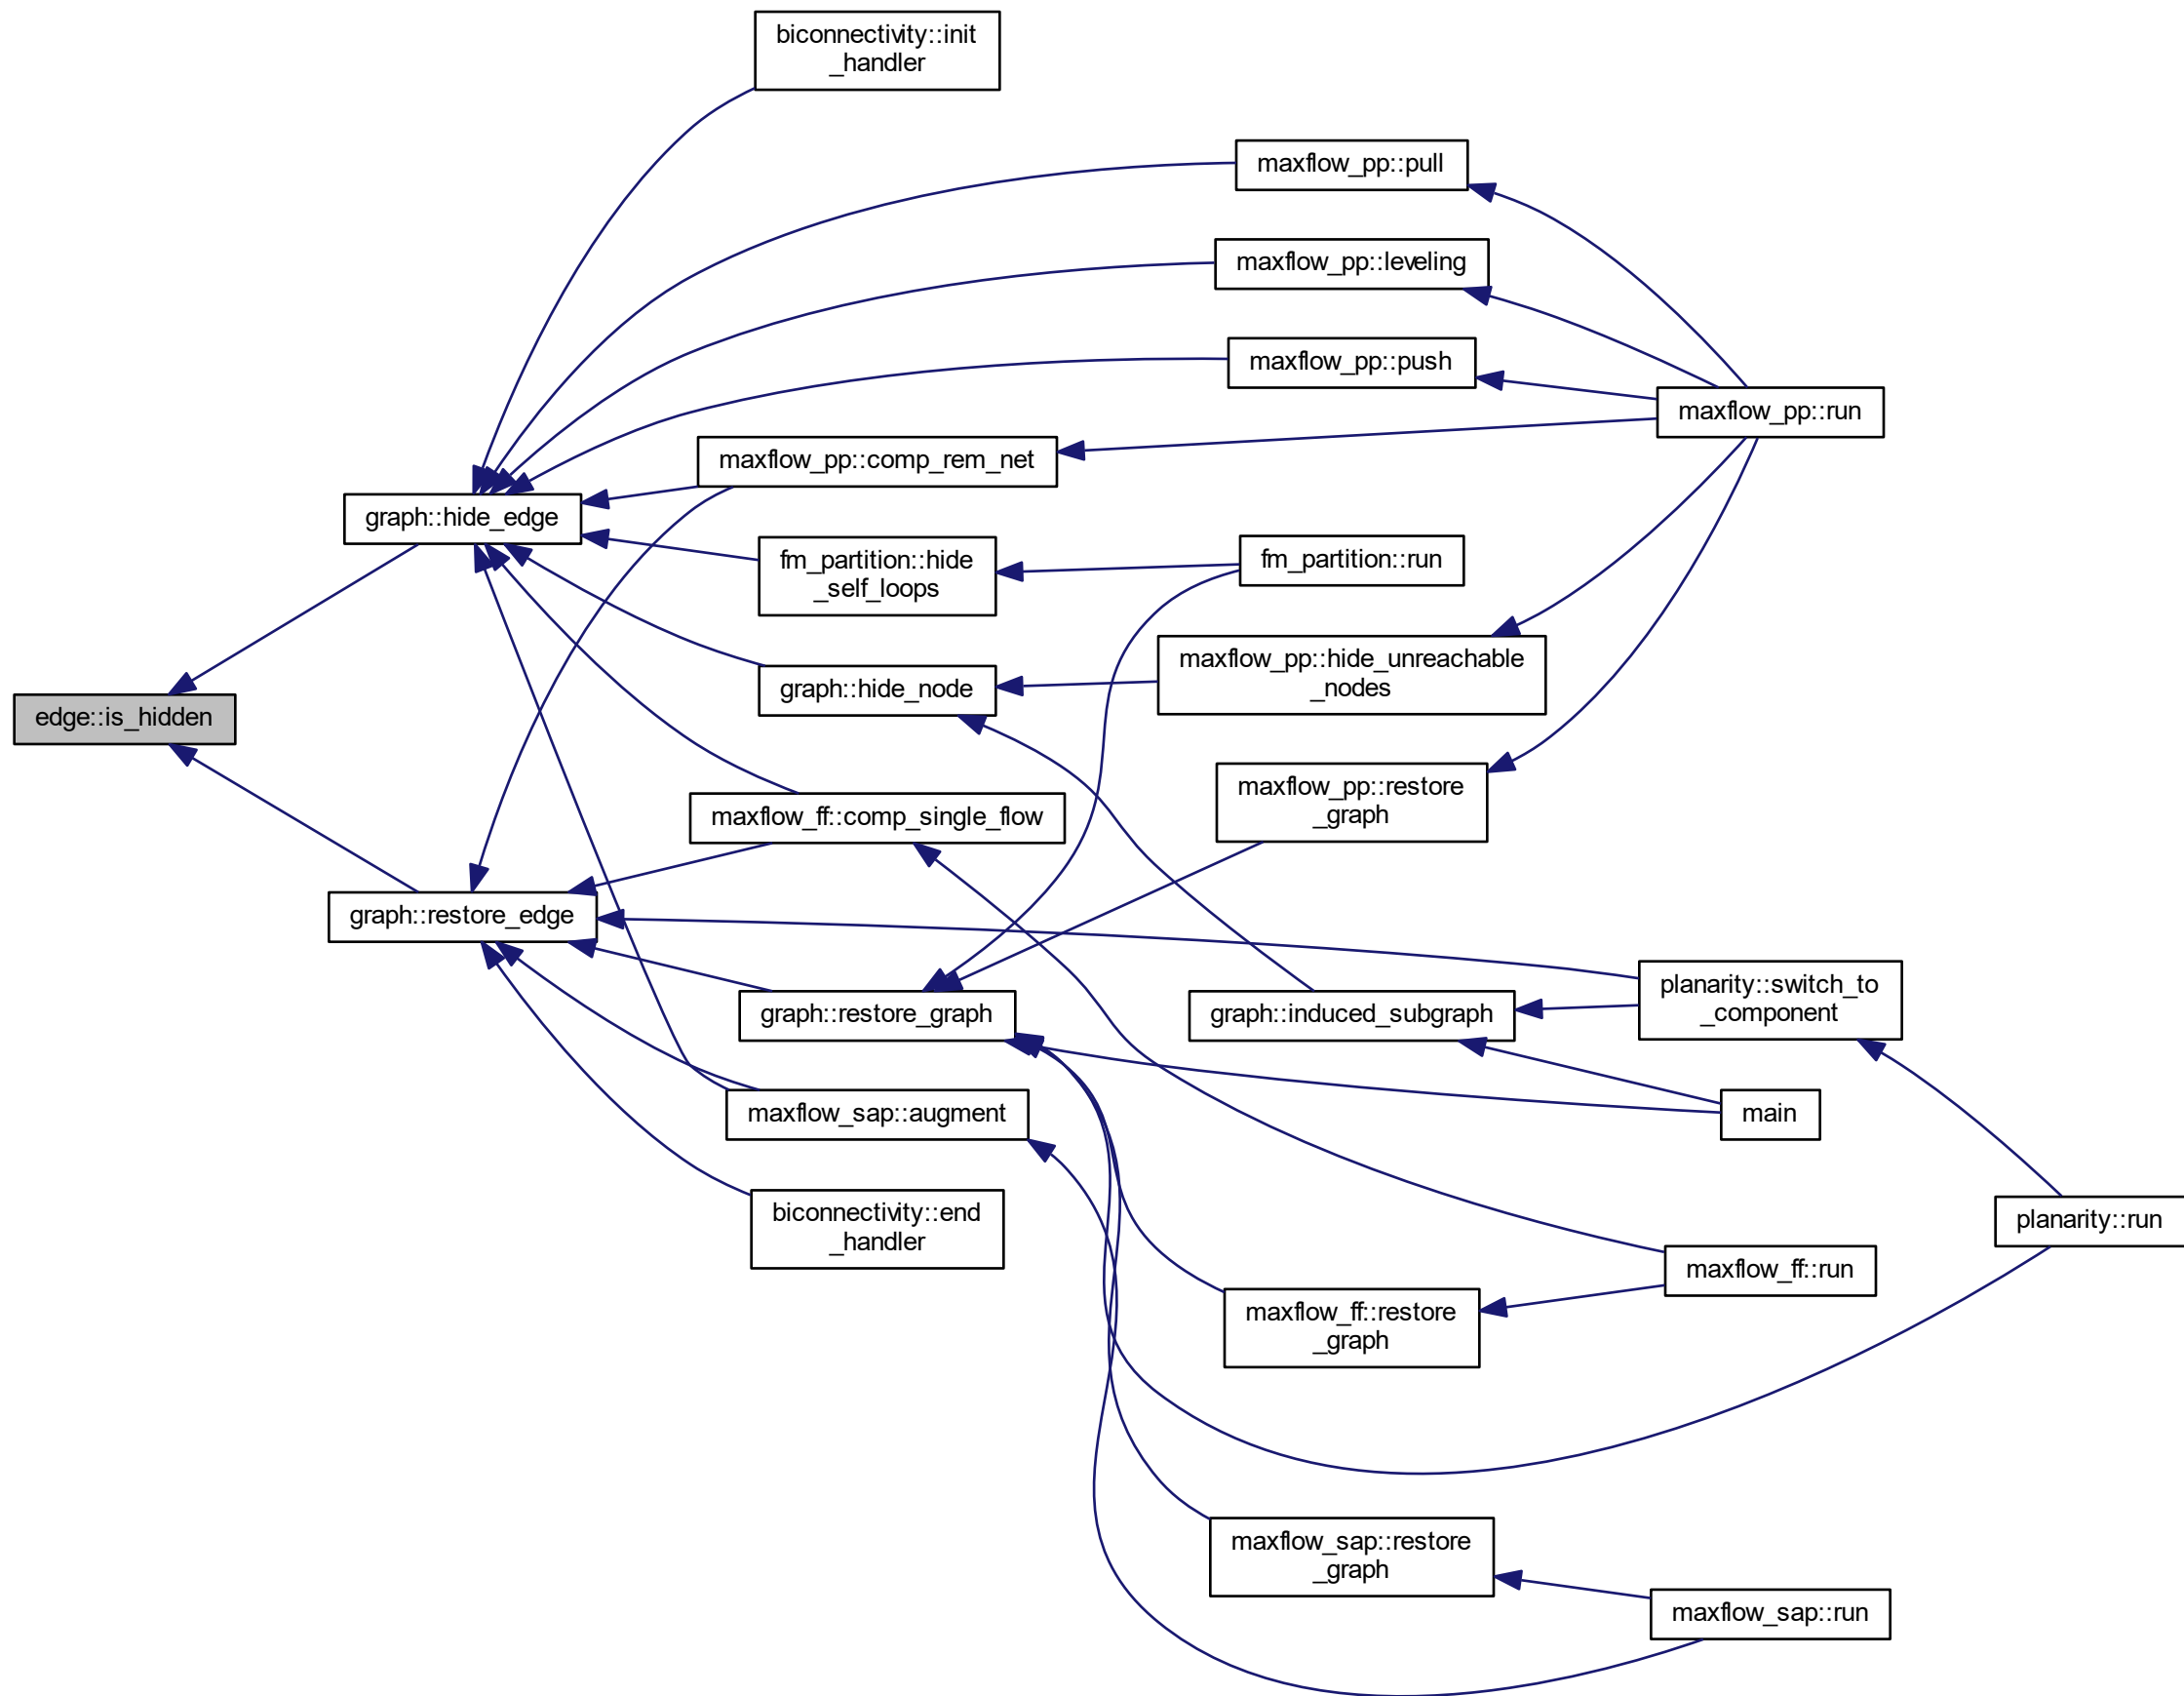 biconnectivity::init
_handler
maxflow_pp::pull
maxflow_pp::leveling
maxflow_pp::push
maxflow_pp::run
maxflow_pp::comp_rem_net
graph::hide_edge
fm_partition::hide
_self_loops
fm_partition::run
maxflow_pp::hide_unreachable
_nodes
graph::hide_node
edge::is_hidden
maxflow_pp::restore
_graph
maxflow_ff::comp_single_flow
graph::restore_edge
planarity::switch_to
_component
graph::restore_graph
graph::induced_subgraph
maxflow_sap::augment
main
biconnectivity::end
_handler
planarity::run
maxflow_ff::run
maxflow_ff::restore
_graph
maxflow_sap::restore
_graph
maxflow_sap::run